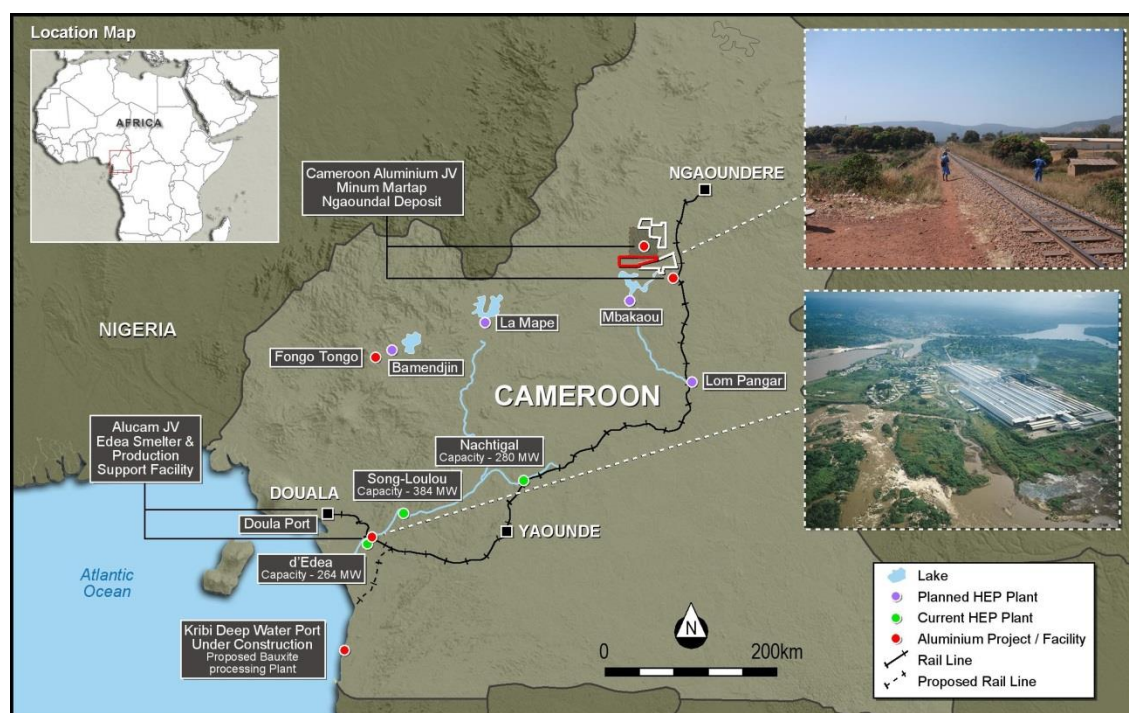 Location Map
AFRICA
Cameroon Aluminium JV
Minum Martap
Ngaoundal Deposit
NGAOUNDERE
NIGERIA
La Mape
Mbakaou
Fongo Tongo
Bamendjin
Lom Pangar
CAMEROON
Alucam JV
Edea Smelter &
Production
Support Facility
Nachtigal
Capacity - 280 MW
Song-Loulou
Capacity - 384 MW
DOUALA
Doula Port
YAOUNDE
d'Edea
Capacity - 264 MW
Atlantic
Ocean
Kribi Deep Water Port
Under Construction
Proposed Bauxite
processing Plant
N
0 200km
Lake
Planned HEP Plant
Current HEP Plant
Aluminium Project / Facility
Rail Line
Proposed Rail Line